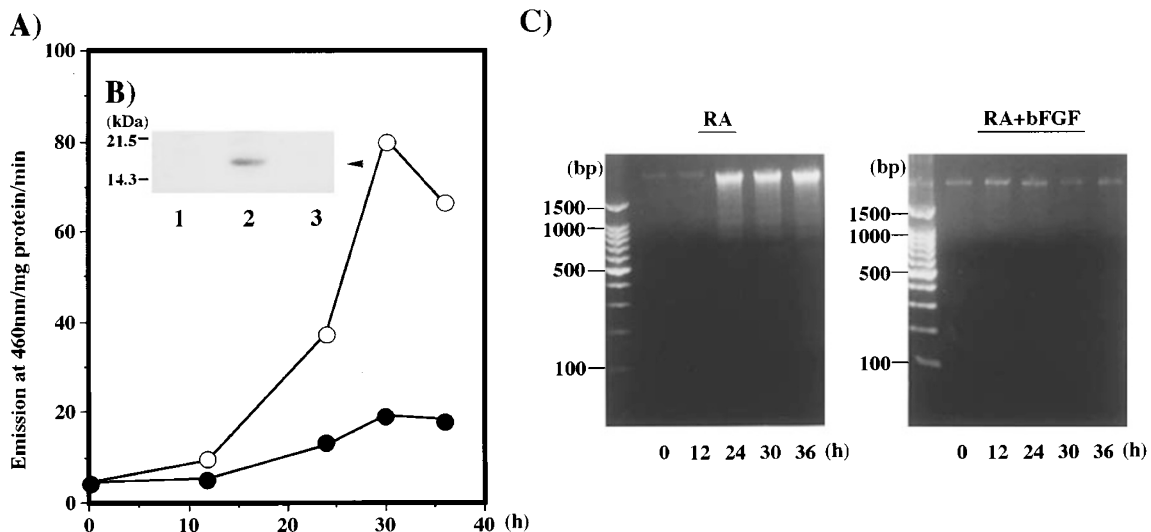 A)
Emission at 460nm/mg protein/min
100
80
60
40
20
0
0 10 20 30 40 (h)
B)
(kDa)
21.5
14.3
1 2 3
C)
RA
(bp)
1500
1000
500
100
0 12 24 30 36 (h)
RA+bFGF
(bp)
1500
1000
500
100
0 12 24 30 36 (h)